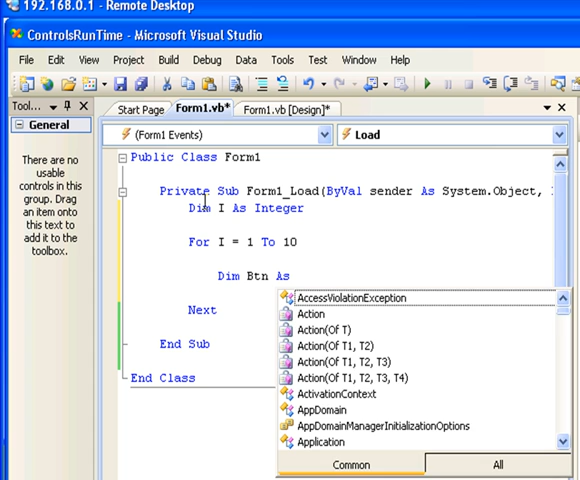 192.168.0.1 - Remote Desktop
ControlsRunTime - Microsoft Visual Studio
File Edit View Project Build Debug Data Tools Test Window Help
Tool...
Start Page Form1.vb* Form1.vb [Design]*
General
(Form1 Events) Load
There are no
usable
controls in this
group. Drag
an item onto
this text to
add it to the
toolbox.
Public Class Form1
Private Sub Form1_Load(ByVal sender As System.Object,
Dim I As Integer
For I = 1 To 10
Dim Btn As
Next
End Sub
End Class
AccessViolationException
Action
Action(Of T)
Action(Of T1, T2)
Action(Of T1, T2, T3)
Action(Of T1, T2, T3, T4)
ActivationContext
AppDomain
AppDomainManagerInitializationOptions
Application
Common All